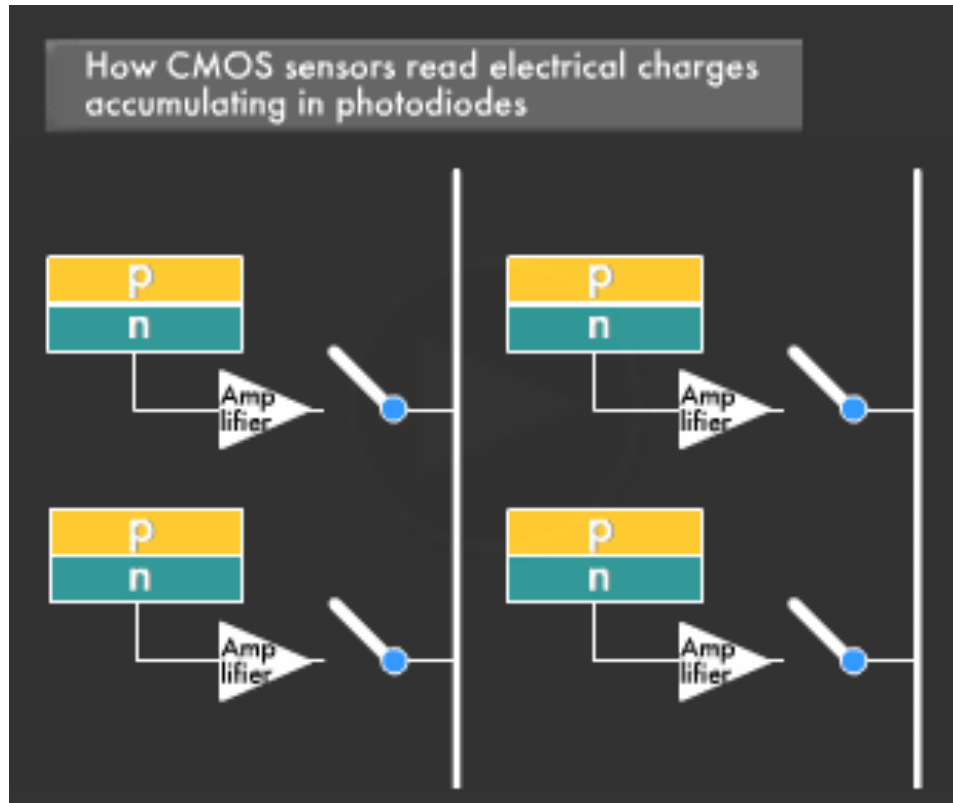 How CMOS sensors read electrical charges
accumulating in photodiodes
p
n
Amp
lifier
p
n
Amp
lifier
p
n
Amp
lifier
p
n
Amp
lifier